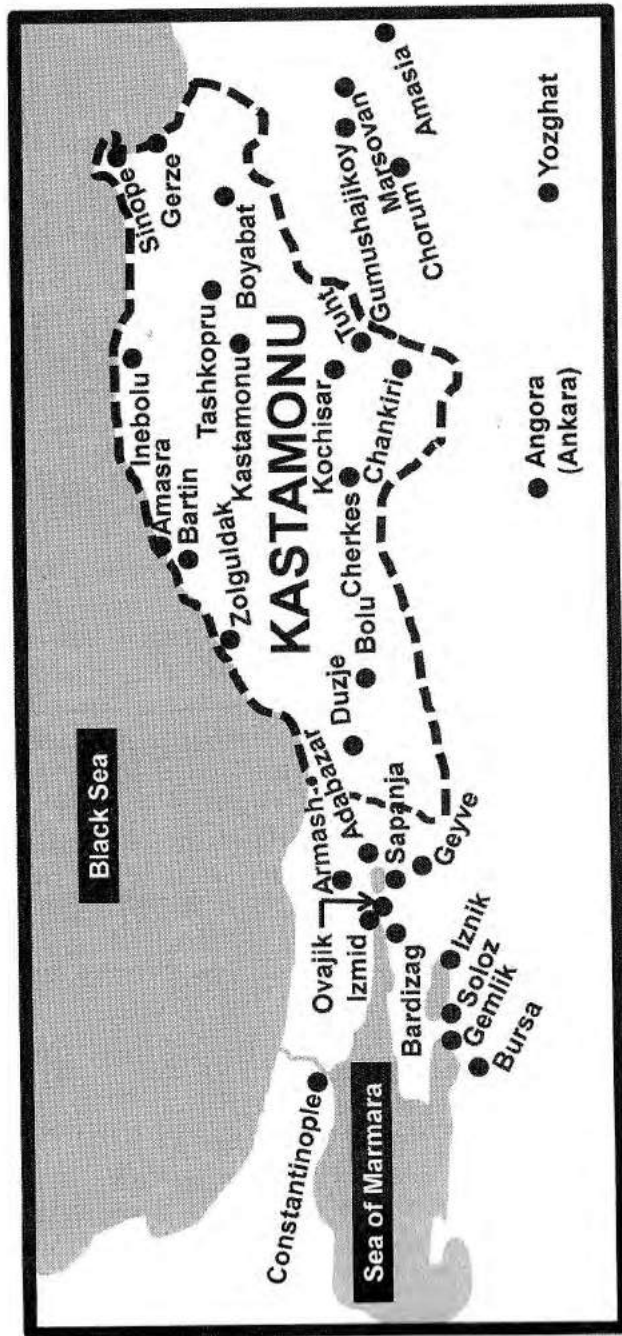 Black Sea
Sinope
Gerze
Inebolu
Amasra
Bartin
Tashkopru
Boyabat
Kastamonu
Zolguldak
KASTAMONU
Kochisar
Tuht
Gumushajikoy
Marsovan
Amasia
Chorum
Chankiri
Cherkes
Bolu
Duzje
Adabazar
Armash
Ovajik
Izmid
Sapanja
Geyve
Bardizag
Iznik
Soloz
Gemlik
Bursa
Constantinople
Sea of Marmara
Angora
(Ankara)
Yozghat